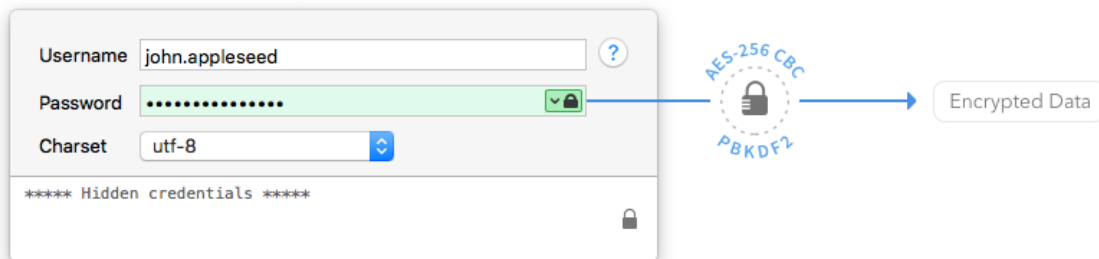 Username john.appleseed ?
Password •••••••••••••••
Charset utf-8
***** Hidden credentials *****
AES-256 CBC
PBKDF2
Encrypted Data